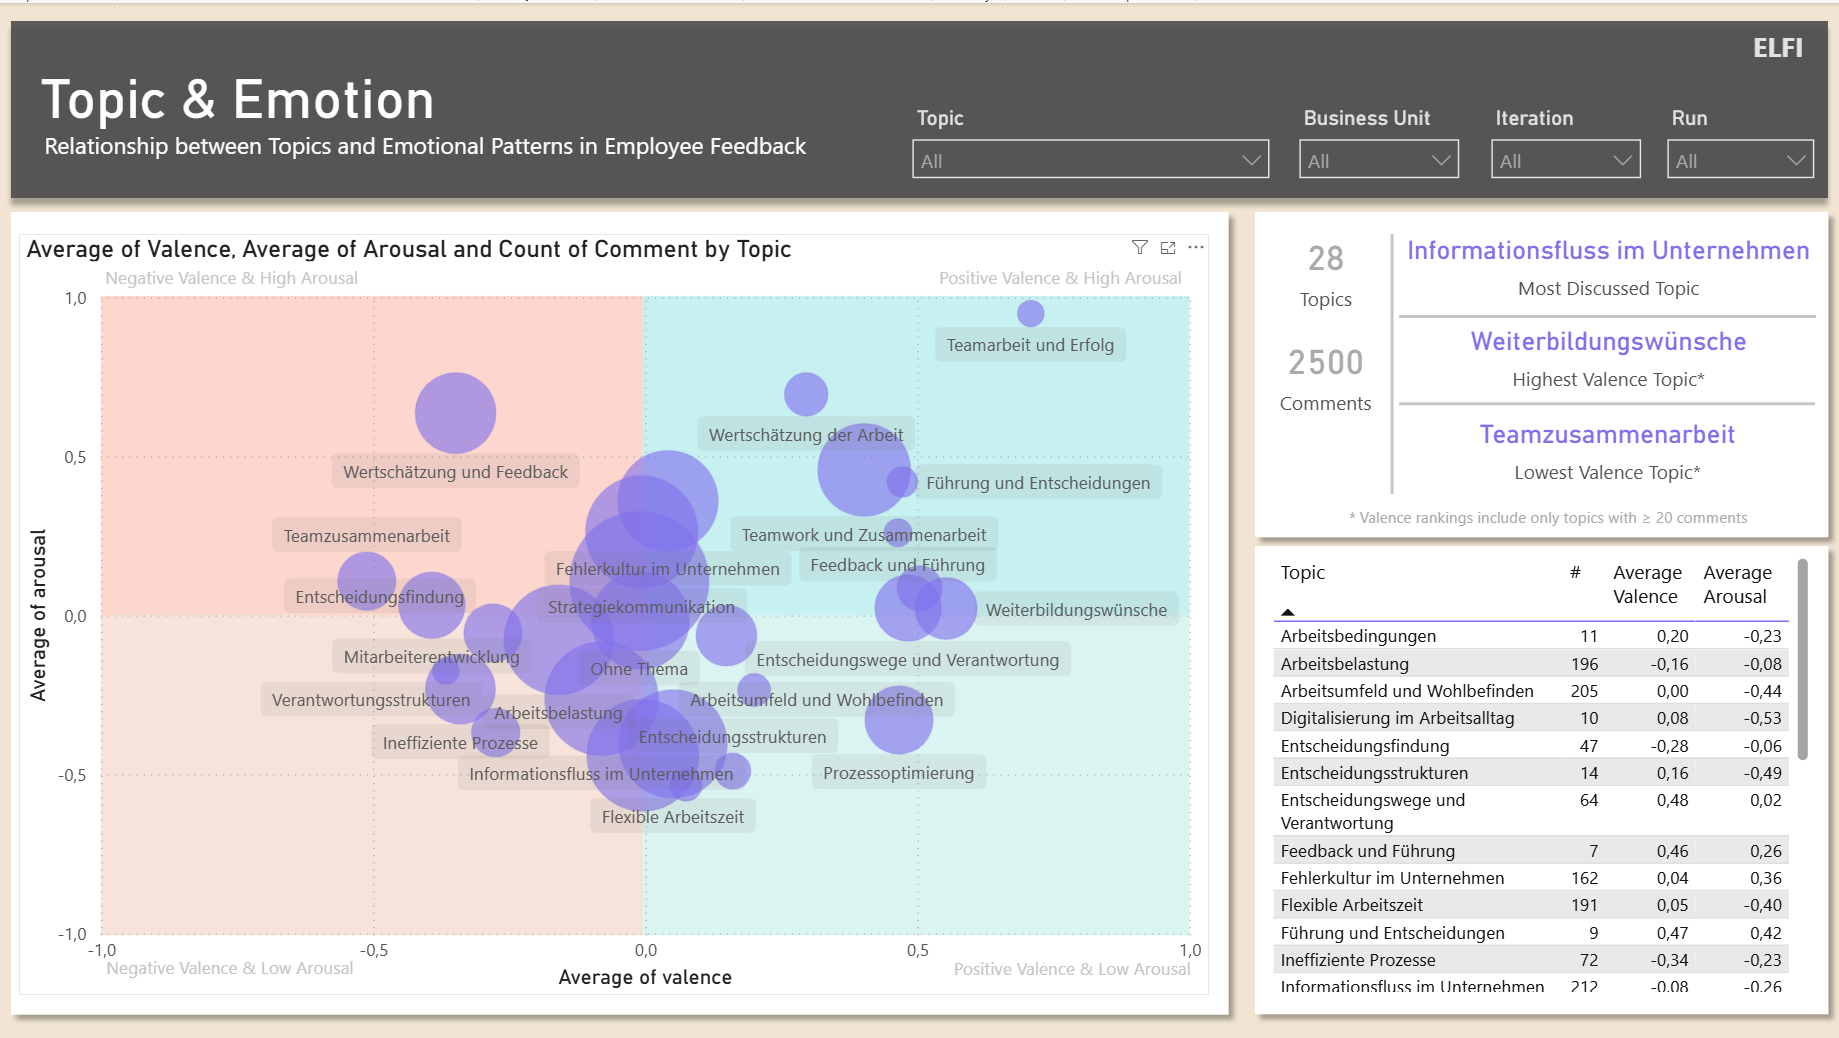 ELFI
Topic & Emotion
Relationship between Topics and Emotional Patterns in Employee Feedback
Topic
Business Unit
Iteration
Run
All
All
All
All
Average of Valence, Average of Arousal and Count of Comment by Topic
Negative Valence & High Arousal
Positive Valence & High Arousal
1,0
0,5
0,0
-0,5
-1,0
Average of arousal
Teamarbeit und Erfolg
Wertschätzung der Arbeit
Wertschätzung und Feedback
Führung und Entscheidungen
Teamzusammenarbeit
Teamwork und Zusammenarbeit
Fehlerkultur im Unternehmen
Feedback und Führung
Entscheidungsfindung
Strategiekommunikation
Weiterbildungswünsche
Mitarbeiterentwicklung
Ohne Thema
Entscheidungswege und Verantwortung
Verantwortungsstrukturen
Arbeitsbelastung
Arbeitsumfeld und Wohlbefinden
Ineffiziente Prozesse
Entscheidungsstrukturen
Informationsfluss im Unternehmen
Prozessoptimierung
Flexible Arbeitszeit
-1,0
-0,5
0,0
0,5
1,0
Negative Valence & Low Arousal
Positive Valence & Low Arousal
Average of valence
28
Topics
2500
Comments
Informationsfluss im Unternehmen
Most Discussed Topic
Weiterbildungswünsche
Highest Valence Topic*
Teamzusammenarbeit
Lowest Valence Topic*
* Valence rankings include only topics with ≥ 20 comments
Topic # Average Valence Average Arousal
Arbeitsbedingungen 11 0,20 -0,23
Arbeitsbelastung 196 -0,16 -0,08
Arbeitsumfeld und Wohlbefinden 205 0,00 -0,44
Digitalisierung im Arbeitsalltag 10 0,08 -0,53
Entscheidungsfindung 47 -0,28 -0,06
Entscheidungsstrukturen 14 0,16 -0,49
Entscheidungswege und Verantwortung 64 0,48 0,02
Feedback und Führung 7 0,46 0,26
Fehlerkultur im Unternehmen 162 0,04 0,36
Flexible Arbeitszeit 191 0,05 -0,40
Führung und Entscheidungen 9 0,47 0,42
Ineffiziente Prozesse 72 -0,34 -0,23
Informationsfluss im Unternehmen 212 -0,08 -0,26